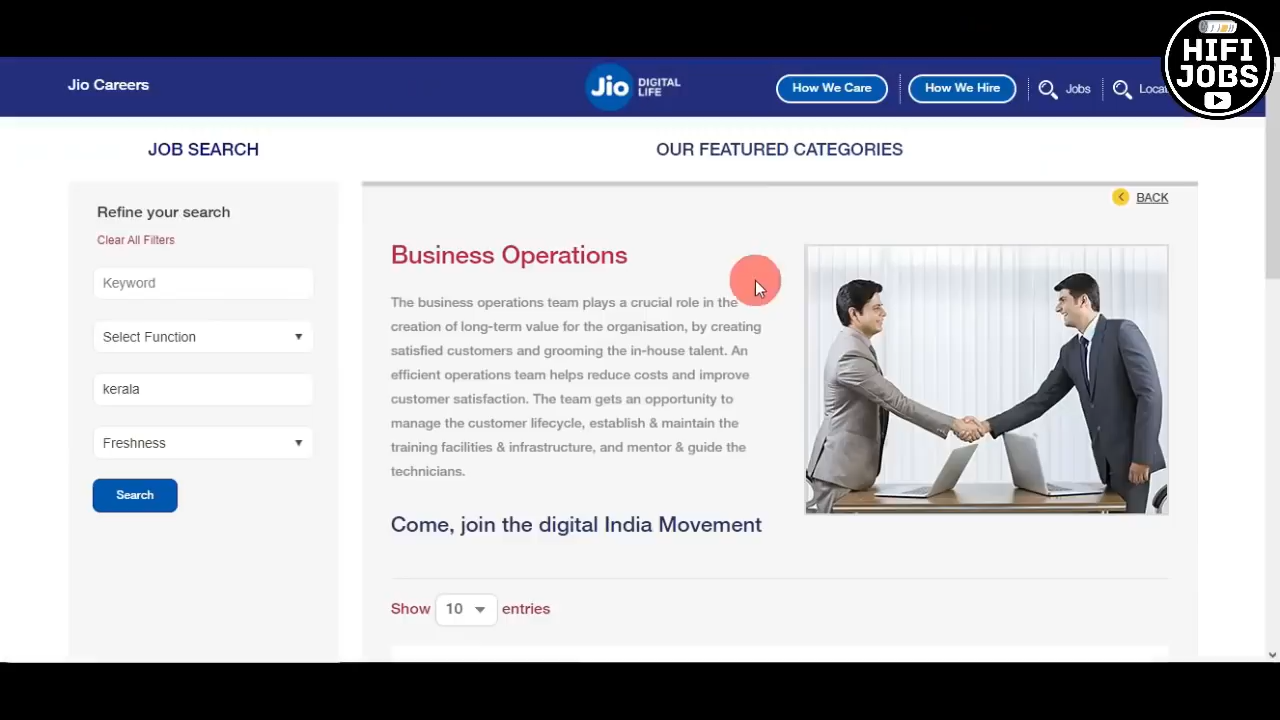 HIFI
JOBS
Jio Careers
Jio DIGITAL
LIFE
How We Care
How We Hire
Jobs
JOB SEARCH
OUR FEATURED CATEGORIES
Refine your search
Clear All Filters
Keyword
Select Function
kerala
Freshness
Search
BACK
Business Operations
The business operations team plays a crucial role in the
creation of long-term value for the organisation, by creating
satisfied customers and grooming the in-house talent. An
efficient operations team helps reduce costs and improve
customer satisfaction. The team gets an opportunity to
manage the customer lifecycle, establish & maintain the
training facilities & infrastructure, and mentor & guide the
technicians.
Come, join the digital India Movement
Show 10 entries